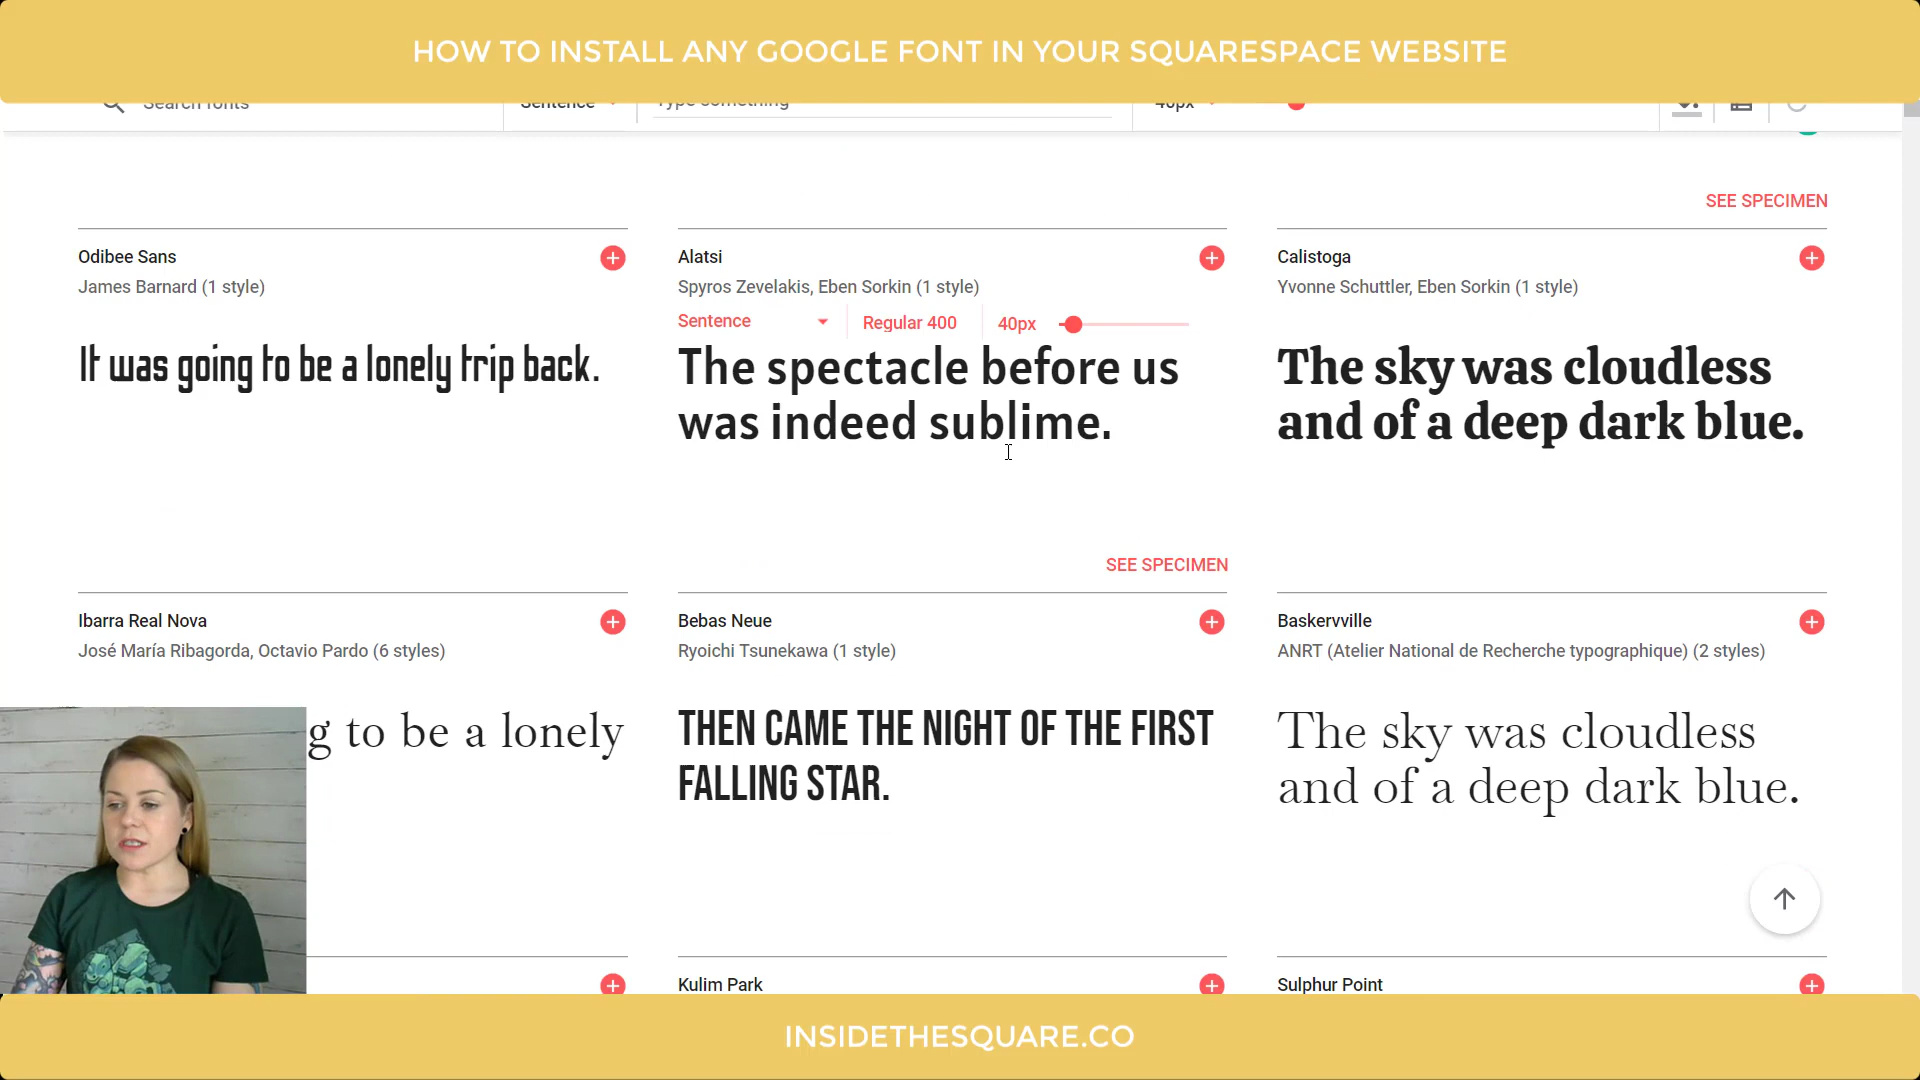 HOW TO INSTALL ANY GOOGLE FONT IN YOUR SQUARESPACE WEBSITE
Search fonts
Sentence
Type something
40px
SEE SPECIMEN
Odibee Sans
James Barnard (1 style)
It was going to be a lonely trip back.
Alatsi
Spyros Zevelakis, Eben Sorkin (1 style)
Sentence
Regular 400
40px
The spectacle before us
was indeed sublime.
Calistoga
Yvonne Schuttler, Eben Sorkin (1 style)
The sky was cloudless
and of a deep dark blue.
SEE SPECIMEN
Ibarra Real Nova
José María Ribagorda, Octavio Pardo (6 styles)
g to be a lonely
Bebas Neue
Ryoichi Tsunekawa (1 style)
THEN CAME THE NIGHT OF THE FIRST
FALLING STAR.
Baskervville
ANRT (Atelier National de Recherche typographique) (2 styles)
The sky was cloudless
and of a deep dark blue.
Kulim Park
Sulphur Point
INSIDETHESQUARE.CO